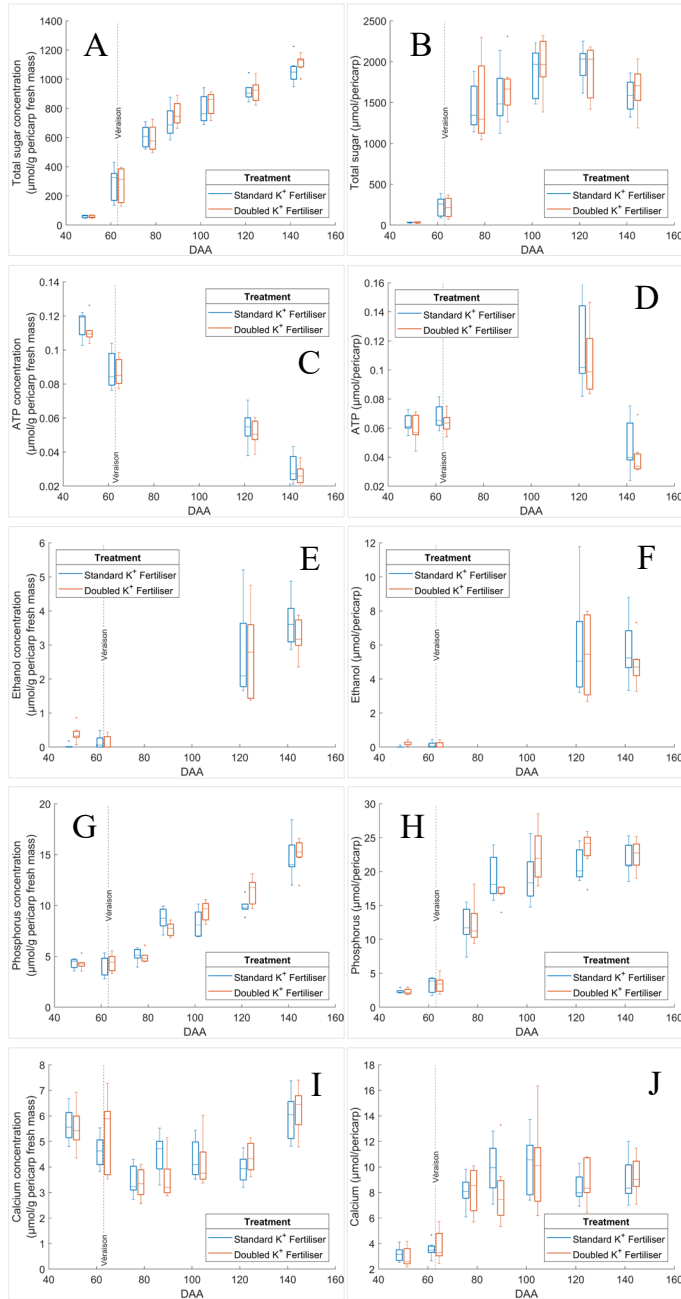 A
Total sugar concentration
(μmol/g pericarp fresh mass)
1400
1200
1000
800
600
400
200
0
Véraison
Treatment
Standard K+ Fertiliser
Doubled K+ Fertiliser
40 60 80 100 120 140 160
DAA
B
Total sugar (μmol/pericarp)
2500
2000
1500
1000
500
0
Véraison
Treatment
Standard K+ Fertiliser
Doubled K+ Fertiliser
40 60 80 100 120 140 160
DAA
C
ATP concentration
(μmol/g pericarp fresh mass)
0.14
0.12
0.1
0.08
0.06
0.04
0.02
Véraison
Treatment
Standard K+ Fertiliser
Doubled K+ Fertiliser
40 60 80 100 120 140 160
DAA
D
ATP (μmol/pericarp)
0.16
0.14
0.12
0.1
0.08
0.06
0.04
0.02
Véraison
Treatment
Standard K+ Fertiliser
Doubled K+ Fertiliser
40 60 80 100 120 140 160
DAA
E
Ethanol concentration
(μmol/g pericarp fresh mass)
6
5
4
3
2
1
0
Véraison
Treatment
Standard K+ Fertiliser
Doubled K+ Fertiliser
40 60 80 100 120 140 160
DAA
F
Ethanol (μmol/pericarp)
12
10
8
6
4
2
0
Véraison
Treatment
Standard K+ Fertiliser
Doubled K+ Fertiliser
40 60 80 100 120 140 160
DAA
G
Phosphorus concentration
(μmol/g pericarp fresh mass)
20
15
10
5
0
Véraison
Treatment
Standard K+ Fertiliser
Doubled K+ Fertiliser
40 60 80 100 120 140 160
DAA
H
Phosphorus (μmol/pericarp)
30
25
20
15
10
5
0
Véraison
Treatment
Standard K+ Fertiliser
Doubled K+ Fertiliser
40 60 80 100 120 140 160
DAA
I
Calcium concentration
(μmol/g pericarp fresh mass)
8
7
6
5
4
3
2
1
0
Véraison
Treatment
Standard K+ Fertiliser
Doubled K+ Fertiliser
40 60 80 100 120 140 160
DAA
J
Calcium (μmol/pericarp)
18
16
14
12
10
8
6
4
2
Véraison
Treatment
Standard K+ Fertiliser
Doubled K+ Fertiliser
40 60 80 100 120 140 160
DAA